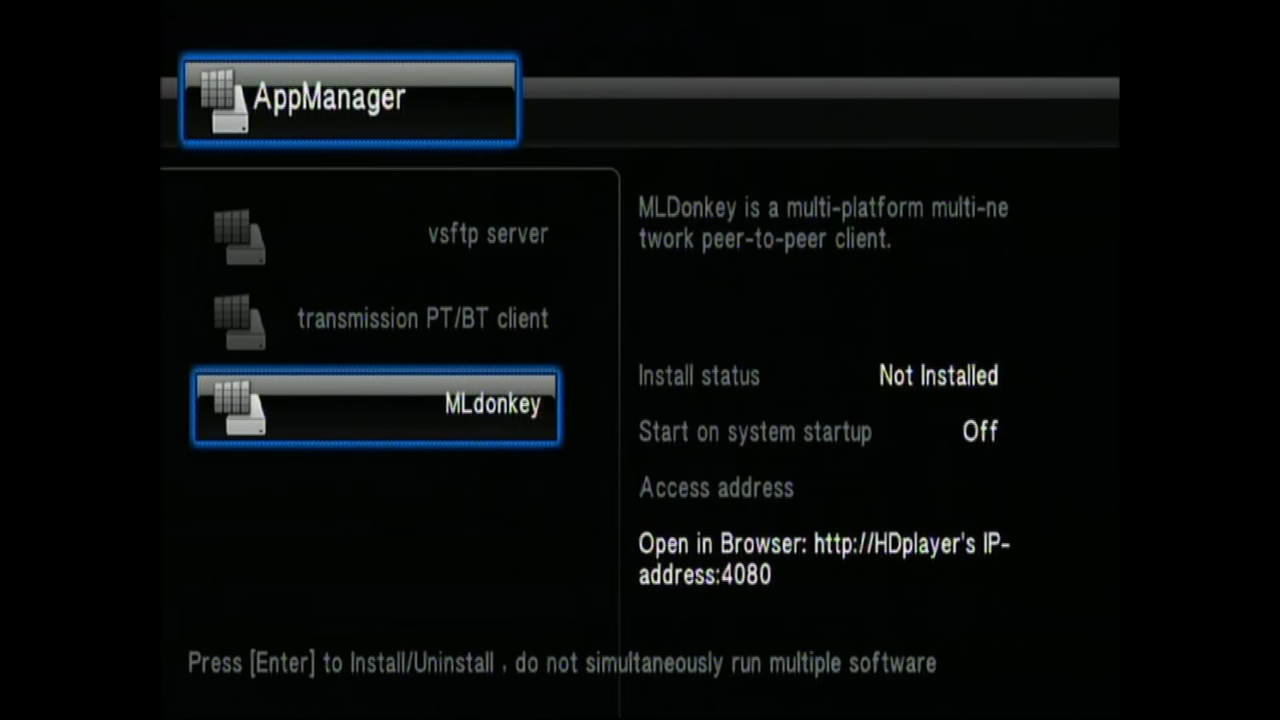 AppManager
vsftp server
transmission PT/BT client
MLdonkey
MLDonkey is a multi-platform multi-ne
twork peer-to-peer client.
Install status Not Installed
Start on system startup Off
Access address
Open in Browser: http://HDplayer's IP-
address:4080
Press [Enter] to Install/Uninstall , do not simultaneously run multiple software